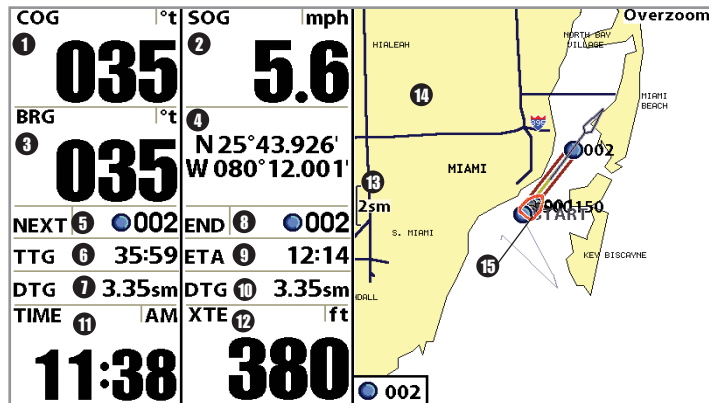 COG °t
1
035
SOG mph
2
5.6
BRG °t
3
035
4
N 25°43.926'
W 080°12.001'
NEXT 5 002
END 8 002
TTG 6 35:59
ETA 9 12:14
DTG 7 3.35sm
DTG 10 3.35sm
TIME 11 AM
11:38
XTE 12 ft
380
Overzoom
HIALEAH
NORTH BAY
VILLAGE
14
MIAMI
BEACH
002
MIAMI
13
2sm
START
S. MIAMI
15
KEY BISCAYNE
DALL
002